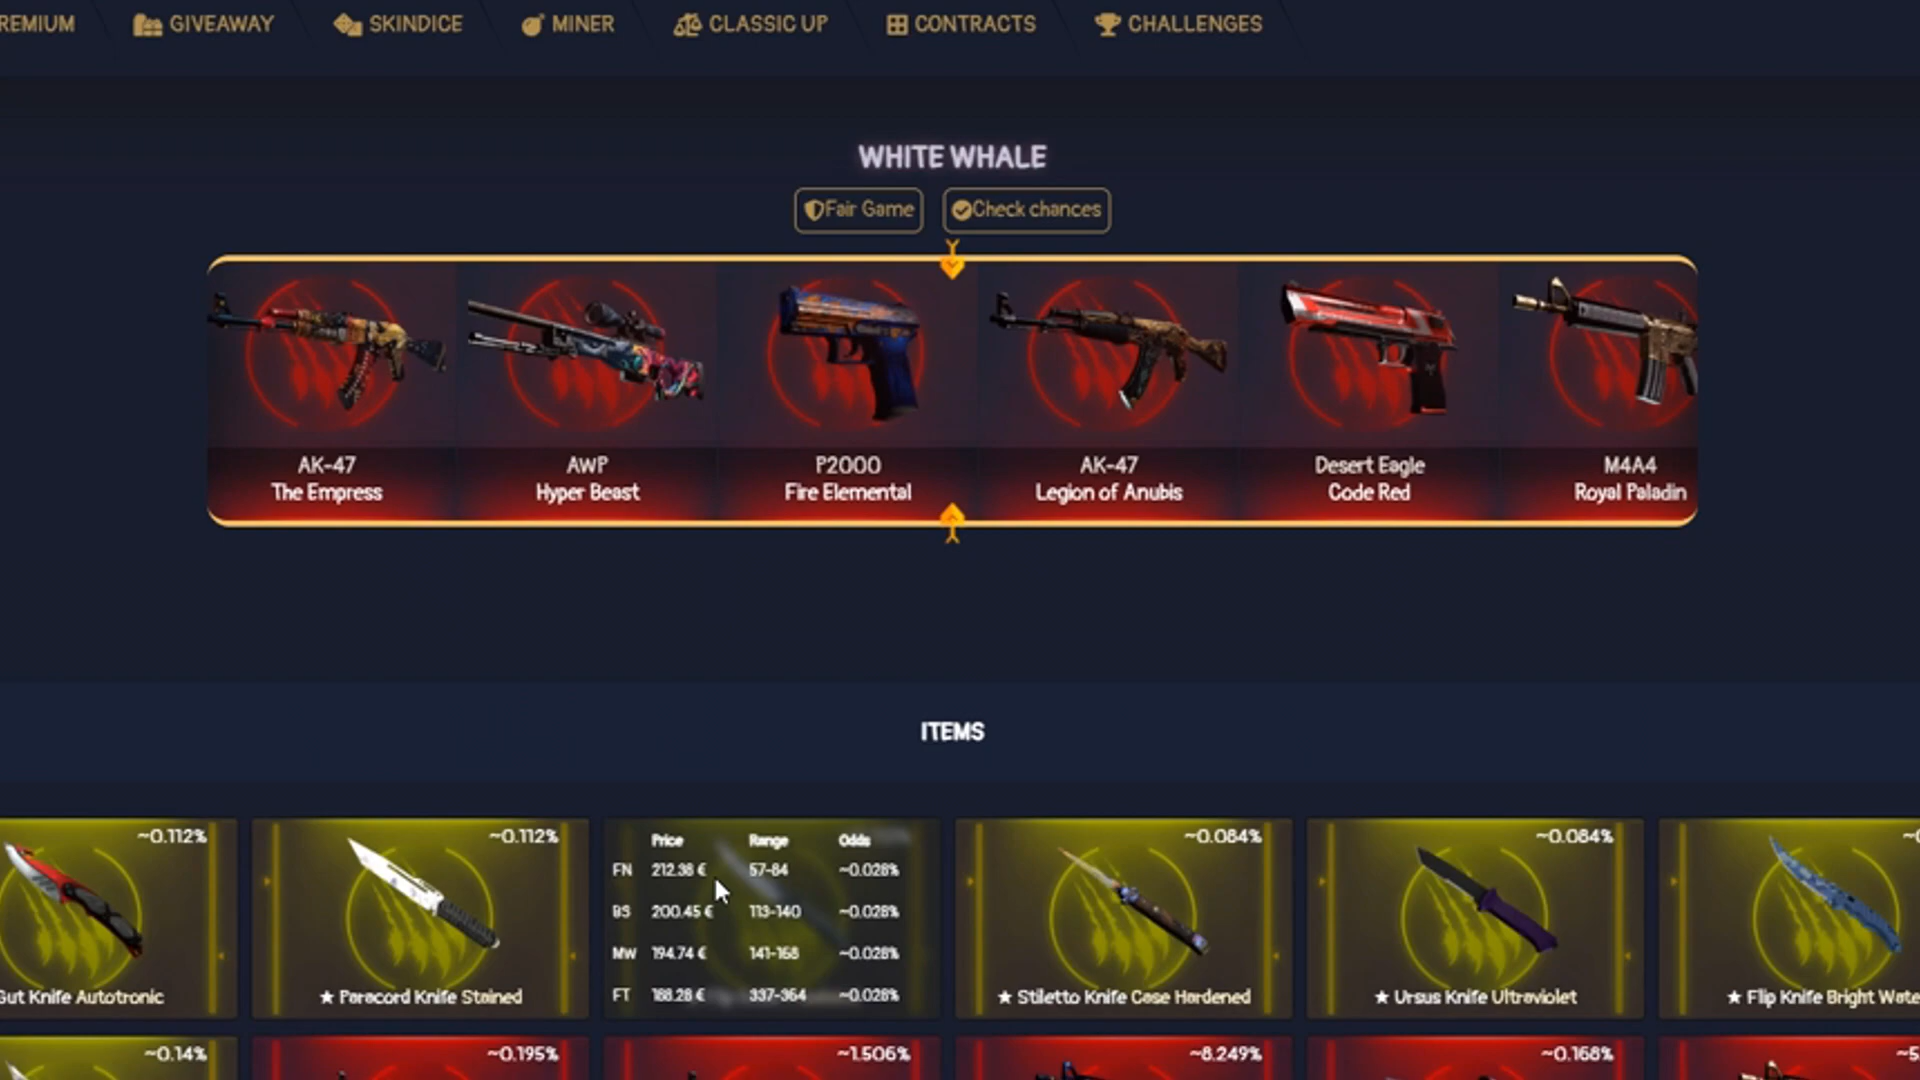 REMIUM GIVEAWAY SKINDICE MINER CLASSIC UP CONTRACTS CHALLENGES
WHITE WHALE
Fair Game Check chances
AK-47 AWP P2000 AK-47 Desert Eagle M4A4
The Empress Hyper Beast Fire Elemental Legion of Anubis Code Red Royal Paladin
ITEMS
~0.112% ~0.112% ~0.084% ~0.084%
Price Range Odds
FN 212.38 € 57-84 ~0.028%
BS 200.45 € 113-140 ~0.028%
MW 194.74 € 141-168 ~0.028%
FT 188.28 € 337-364 ~0.028%
Gut Knife Autotronic ★ Paracord Knife Stained ★ Stiletto Knife Case Hardened ★ Ursus Knife Ultraviolet ★ Flip Knife Bright Wate
~0.14% ~0.195% ~1.506% ~8.249% ~0.168% ~5